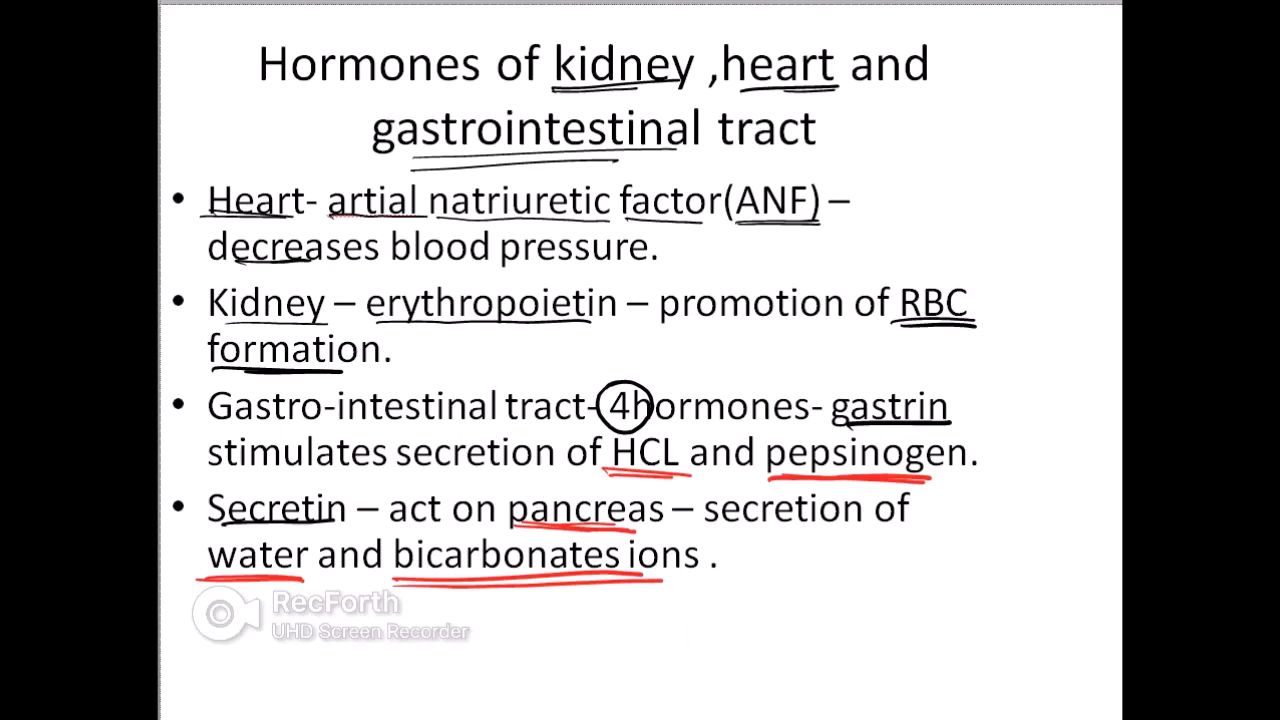 Hormones of kidney ,heart and
gastrointestinal tract
• Heart- artial natriuretic factor(ANF) –
decreases blood pressure.
• Kidney – erythropoietin – promotion of RBC
formation.
• Gastro-intestinal tract- 4hormones- gastrin
stimulates secretion of HCL and pepsinogen.
• Secretin – act on pancreas – secretion of
water and bicarbonates ions .
RecForth
UHD Screen Recorder